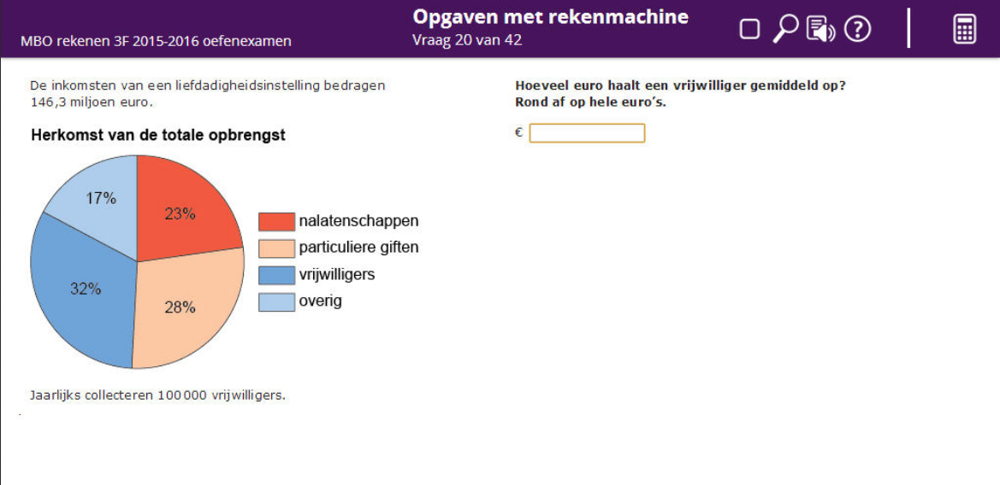 Opgaven met rekenmachine
MBO rekenen 3F 2015-2016 oefenexamen
Vraag 20 van 42
De inkomsten van een liefdadigheidsinstelling bedragen
146,3 miljoen euro.
Herkomst van de totale opbrengst
17%
23%
32%
28%
nalatenschappen
particuliere giften
vrijwilligers
overig
Jaarlijks collecteren 100 000 vrijwilligers.
Hoeveel euro haalt een vrijwilliger gemiddeld op?
Rond af op hele euro's.
€